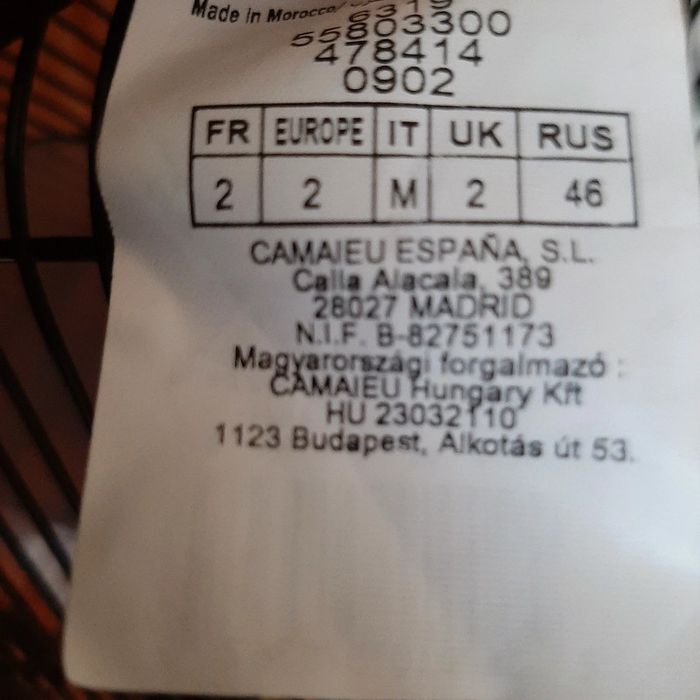 Made in Morocco/
6319
55803300
478414
0902
FR EUROPE IT UK RUS
2 2 M 2 46
CAMAIEU ESPAÑA, S.L.
Calla Alacala, 389
28027 MADRID
N.I.F. B-82751173
Magyarországi forgalmazó :
CAMAIEU Hungary Kft
HU 23032110
1123 Budapest, Alkotás út 53.